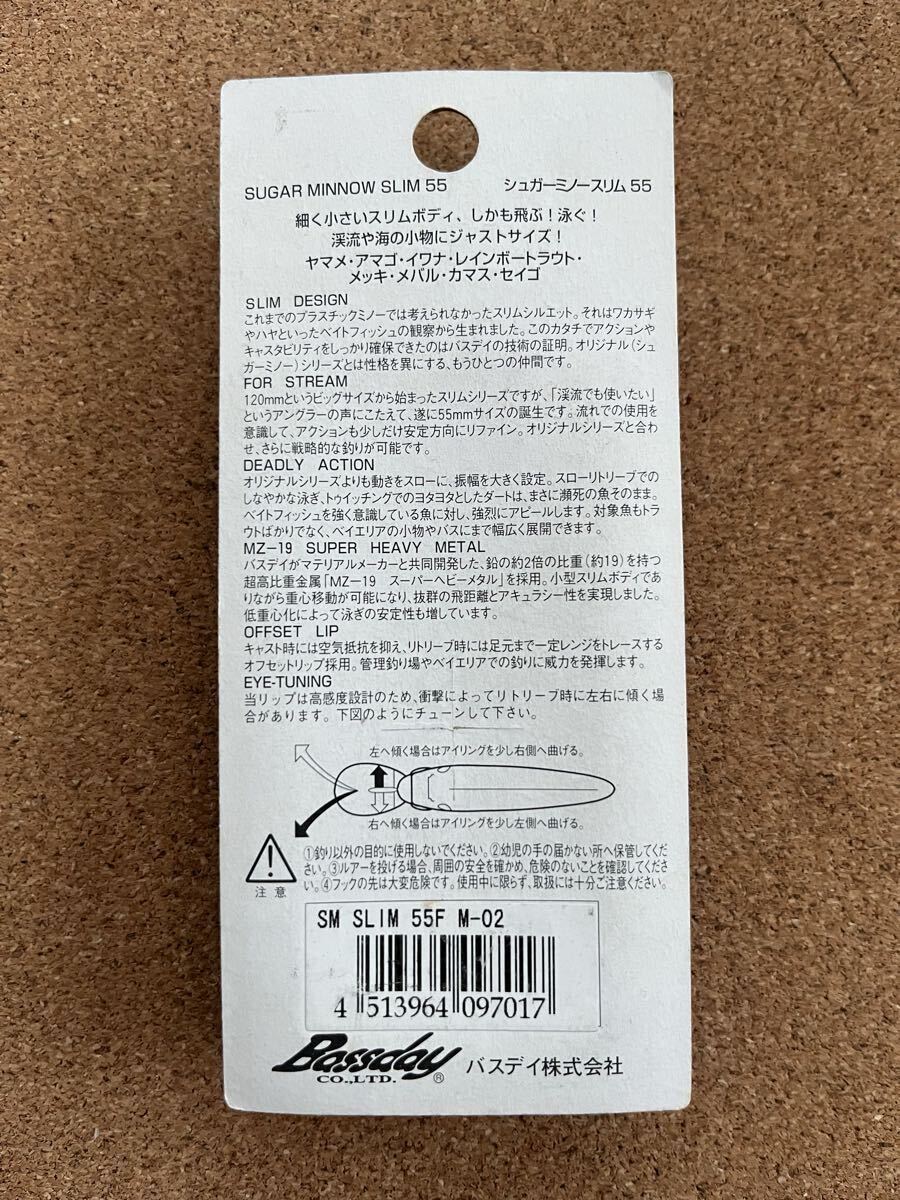 SUGAR MINNOW SLIM 55 シュガーミノースリム 55
細く小さいスリムボディ、しかも飛ぶ！泳ぐ！
渓流や海の小物にジャストサイズ！
ヤマメ・アマゴ・イワナ・レインボートラウト・
メッキ・メバル・カマス・セイゴ
SLIM DESIGN
これまでのプラスチックミノーでは考えられなかったスリムシルエット。それはワカサギ
やハヤといったベイトフィッシュの観察から生まれました。このカタチでアクションや
キャスタビリティをしっかり確保できたのはバスデイの技術の証明。オリジナル（シュ
ガーミノー）シリーズとは性格を異にする、もうひとつの仲間です。
FOR STREAM
120mmというビッグサイズから始まったスリムシリーズですが、「渓流でも使いたい」
というアングラーの声にこたえて、遂に55mmサイズの誕生です。流れでの使用を
意識して、アクションも少しだけ安定方向にリファイン。オリジナルシリーズと合わ
せ、さらに戦略的な釣りが可能です。
DEADLY ACTION
オリジナルシリーズよりも動きをスローに、振幅を大きく設定。スローリトリーブでの
しなやかな泳ぎ、トゥイッチングでのヨタヨタとしたダートは、まさに瀕死の魚そのまま。
ベイトフィッシュを強く意識している魚に対し、強烈にアピールします。対象魚もトラ
ウトばかりでなく、ベイエリアの小物やバスにまで幅広く展開できます。
MZ-19 SUPER HEAVY METAL
バスデイがマテリアルメーカーと共同開発した、鉛の約2倍の比重（約19）を持つ
超高比重金属「MZ-19 スーパーヘビーメタル」を採用。小型スリムボディであ
りながら重心移動が可能になり、抜群の飛距離とアキュラシー性を実現しました。
低重心化によって泳ぎの安定性も増しています。
OFFSET LIP
キャスト時には空気抵抗を抑え、リトリーブ時には足元まで一定レンジをトレースする
オフセットリップ採用。管理釣り場やベイエリアでの釣りに威力を発揮します。
EYE-TUNING
当リップは高感度設計のため、衝撃によってリトリーブ時に左右に傾く場
合があります。下図のようにチューンして下さい。
左へ傾く場合はアイリングを少し右側へ曲げる。
右へ傾く場合はアイリングを少し左側へ曲げる。
注意
①釣り以外の目的に使用しないでください。②幼児の手の届かない所へ保管してくだ
さい。③ルアーを投げる場合、周囲の安全を確かめ、危険のないことを確認してくださ
い。④フックの先は大変危険です。使用中に限らず、取扱には十分ご注意ください。
SM SLIM 55F M-02
4 513964 097017
Bassday
CO.,LTD. ® バスデイ株式会社